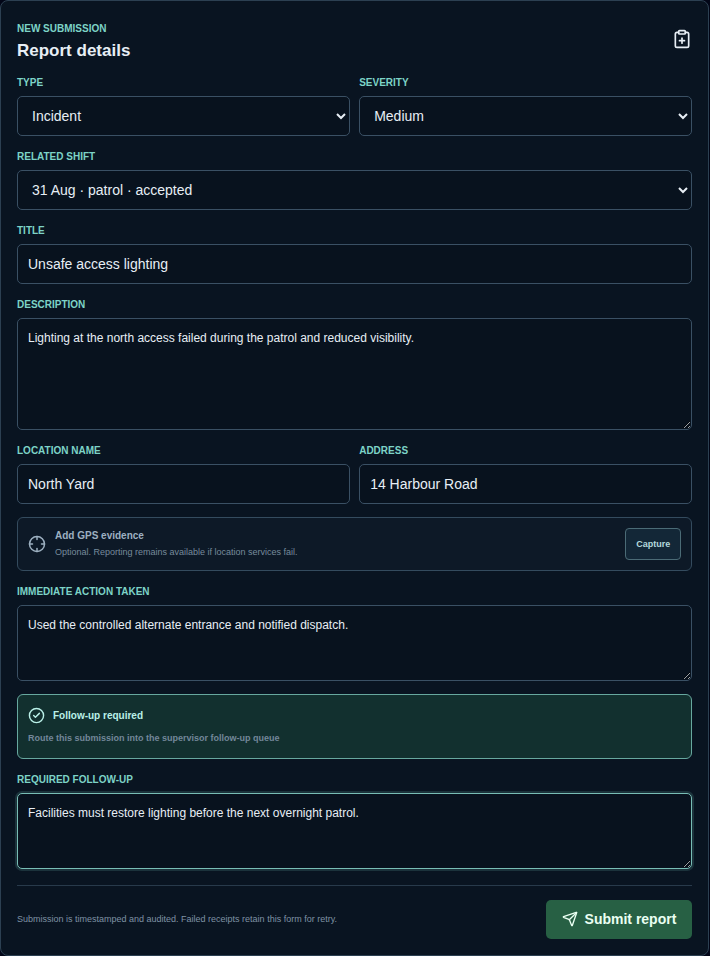 NEW SUBMISSION
Report details
TYPE
SEVERITY
Incident
Medium
RELATED SHIFT
31 Aug · patrol · accepted
TITLE
Unsafe access lighting
DESCRIPTION
Lighting at the north access failed during the patrol and reduced visibility.
LOCATION NAME
ADDRESS
North Yard
14 Harbour Road
Add GPS evidence
Optional. Reporting remains available if location services fail.
Capture
IMMEDIATE ACTION TAKEN
Used the controlled alternate entrance and notified dispatch.
Follow-up required
Route this submission into the supervisor follow-up queue
REQUIRED FOLLOW-UP
Facilities must restore lighting before the next overnight patrol.
Submission is timestamped and audited. Failed receipts retain this form for retry.
Submit report